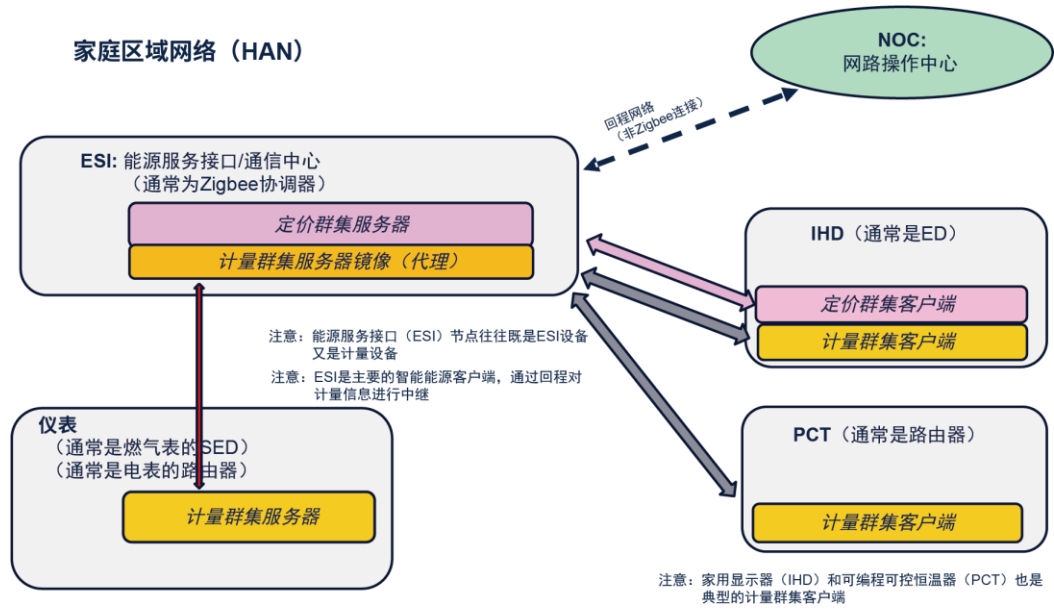 家庭区域网络（HAN）
NOC:
网路操作中心
回程网络
（非Zigbee连接）
ESI: 能源服务接口/通信中心
（通常为Zigbee协调器）
定价群集服务器
计量群集服务器镜像（代理）
IHD（通常是ED）
定价群集客户端
计量群集客户端
注意：能源服务接口（ESI）节点往往既是ESI设备
又是计量设备
注意：ESI是主要的智能能源客户端，通过回程对
计量信息进行中继
仪表
（通常是燃气表的SED）
（通常是电表的路由器）
计量群集服务器
PCT（通常是路由器）
计量群集客户端
注意：家用显示器（IHD）和可编程可控恒温器（PCT）也是
典型的计量群集客户端